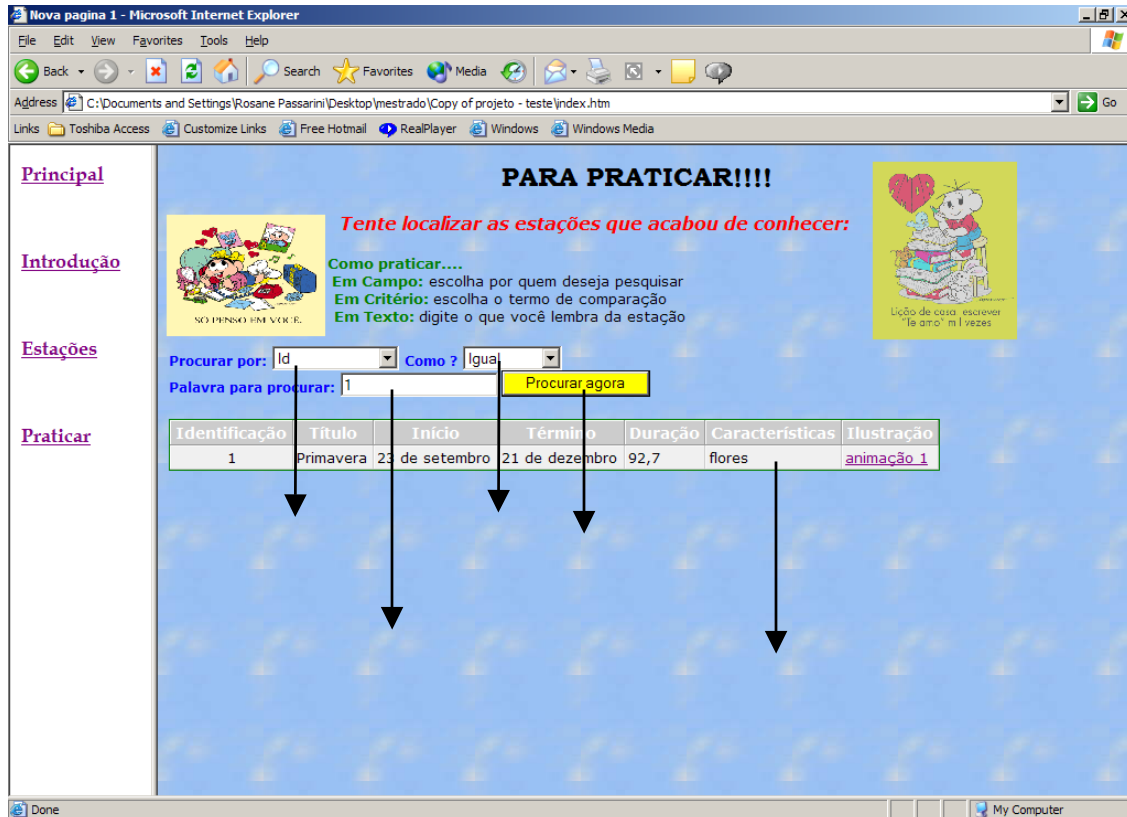 Nova pagina 1 - Microsoft Internet Explorer
File Edit View Favorites Tools Help
Back Search Favorites Media
Address C:\Documents and Settings\Rosane Passarini\Desktop\mestrado\Copy of projeto - teste\index.htm Go
Links Toshiba Access Customize Links Free Hotmail RealPlayer Windows Windows Media
Principal
Introdução
Estações
Praticar
PARA PRATICAR!!!!
Tente localizar as estações que acabou de conhecer:
SÓ PENSO EM VOCÊ.
Como praticar....
Em Campo: escolha por quem deseja pesquisar
Em Critério: escolha o termo de comparação
Em Texto: digite o que você lembra da estação
Lição de casa escrever
"Te amo" mil vezes
Procurar por: Id Como ? Igual
Palavra para procurar: 1 Procurar agora
Identificação Título Início Término Duração Características Ilustração
1 Primavera 23 de setembro 21 de dezembro 92,7 flores animação 1
Done My Computer